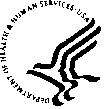 DEPARTMENT OF HEALTH & HUMAN SERVICES · USA